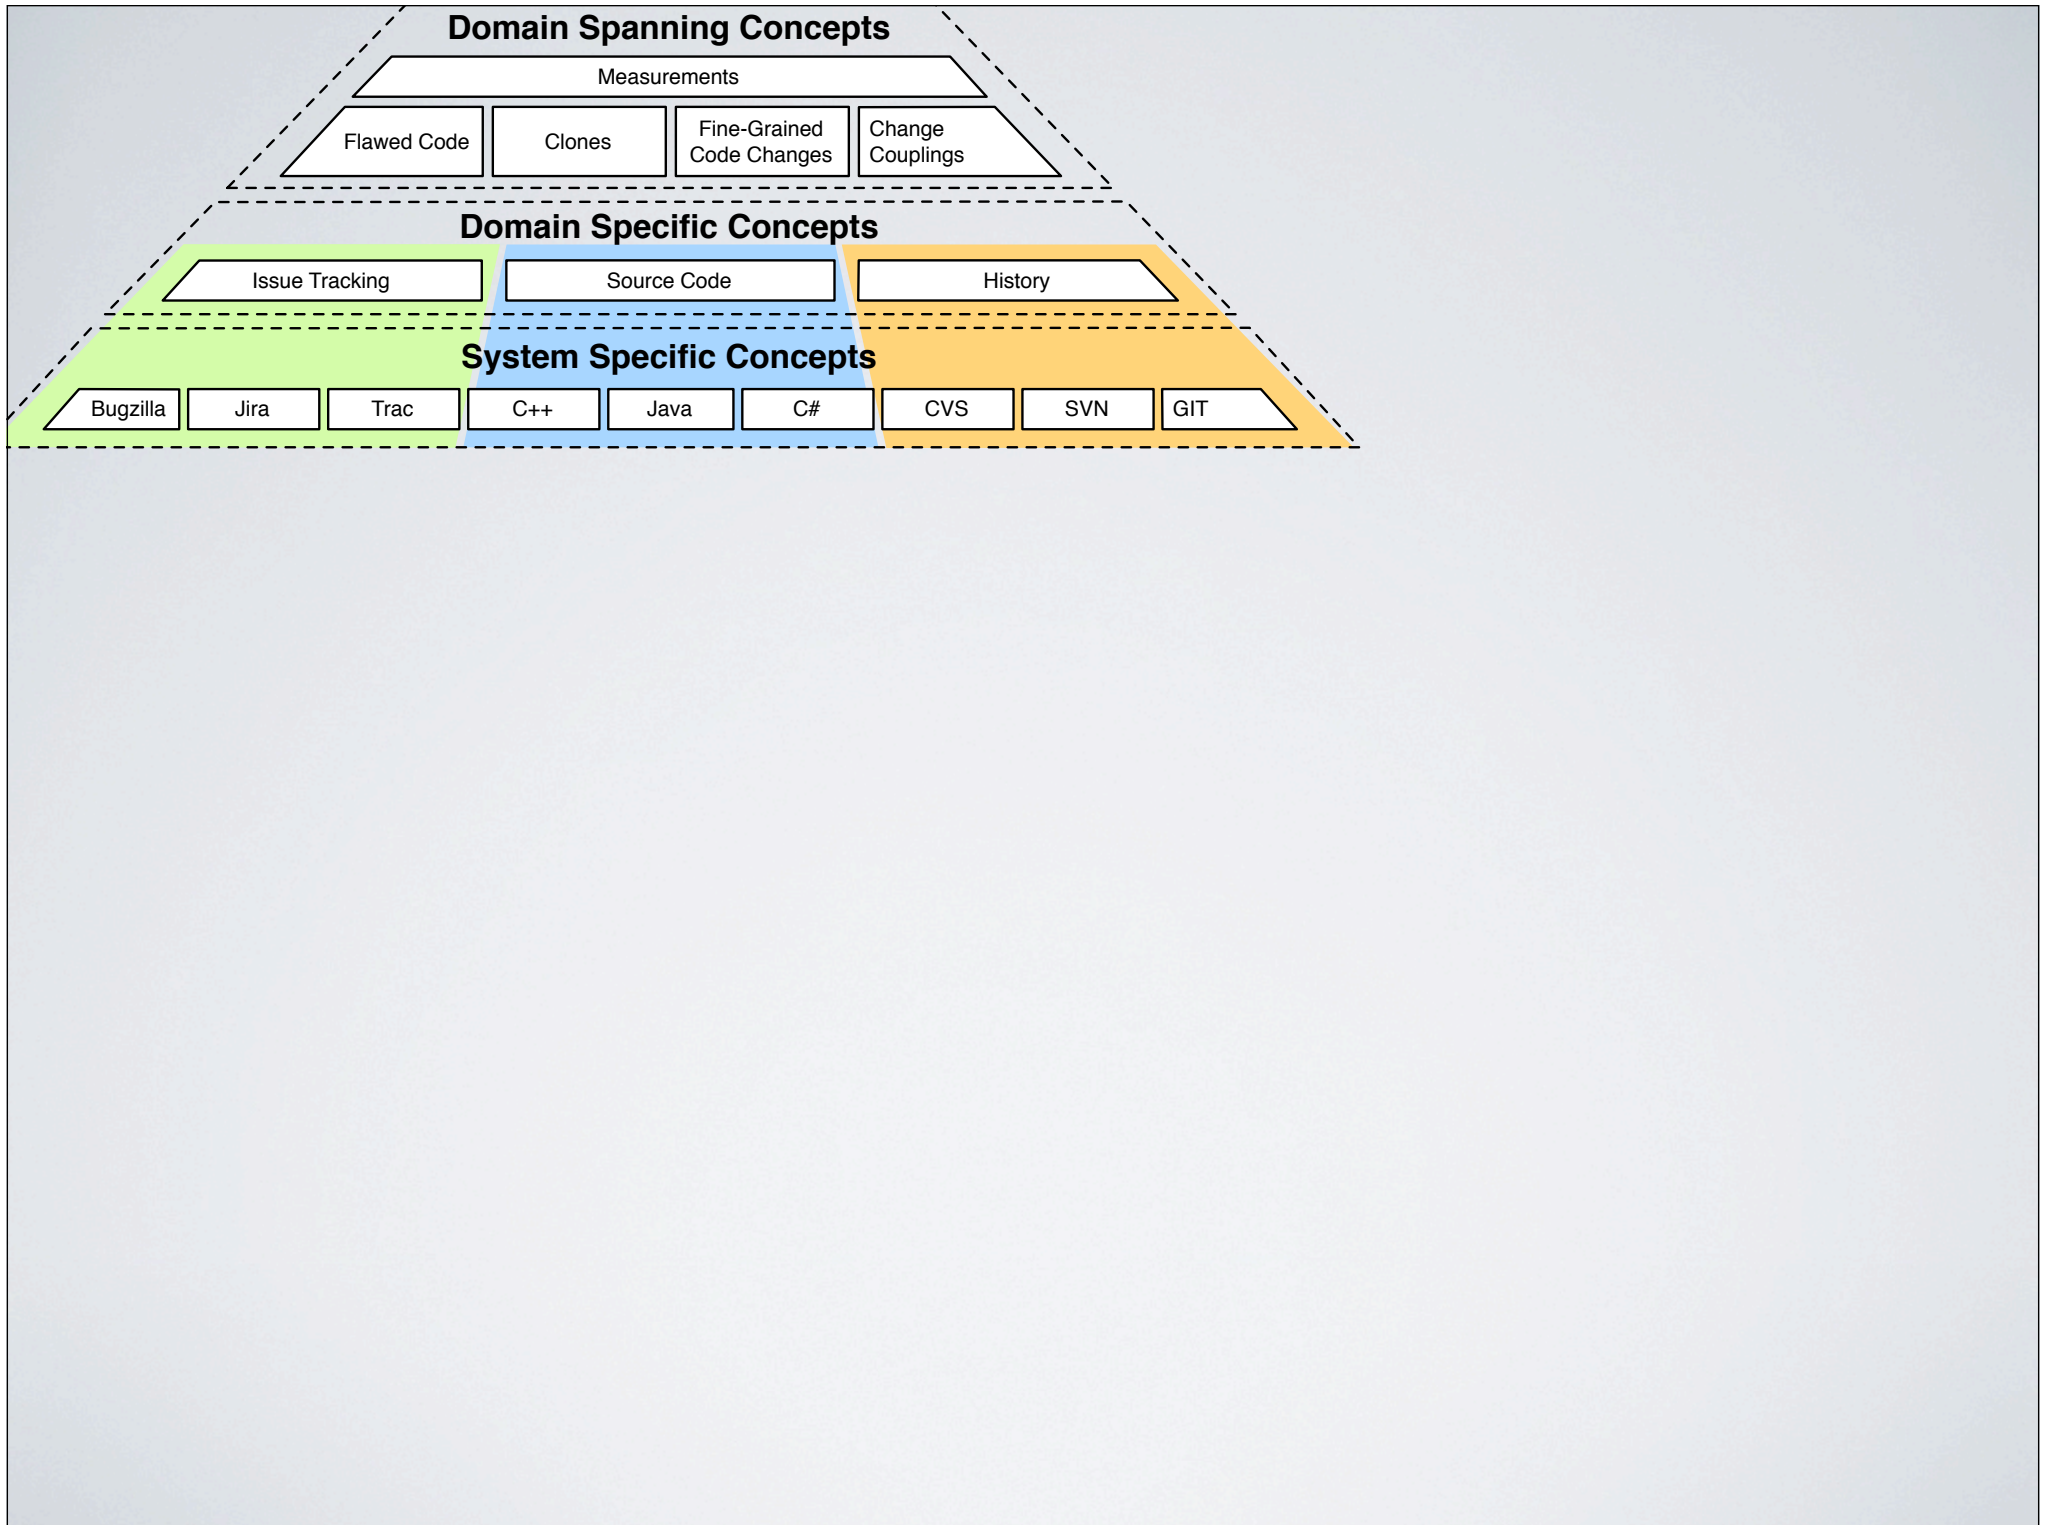 Domain Spanning Concepts
Measurements
Flawed Code
Clones
Fine-Grained
Code Changes
Change
Couplings
Domain Specific Concepts
Issue Tracking
Source Code
History
System Specific Concepts
Bugzilla
Jira
Trac
C++
Java
C#
CVS
SVN
GIT